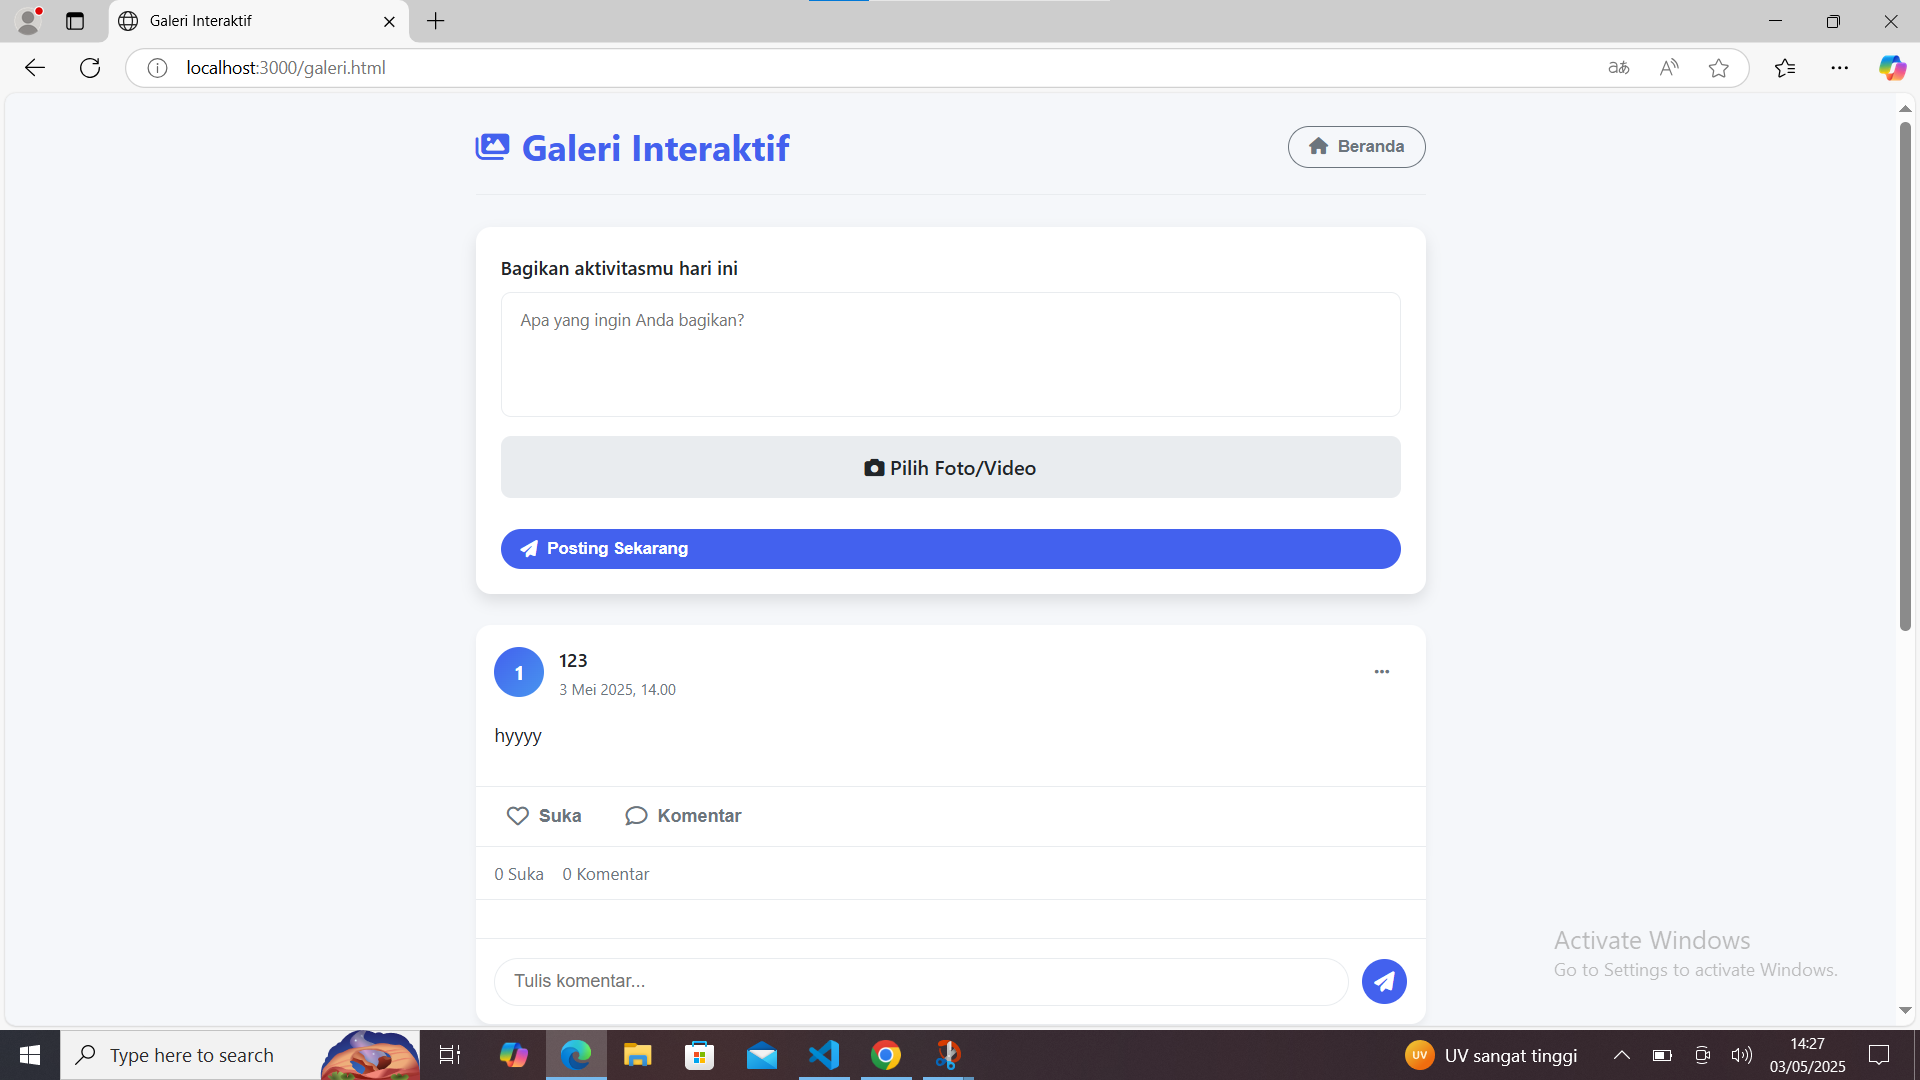 Galeri Interaktif
localhost:3000/galeri.html
Galeri Interaktif
Beranda
Bagikan aktivitasmu hari ini
Apa yang ingin Anda bagikan?
Pilih Foto/Video
Posting Sekarang
1
123
3 Mei 2025, 14.00
hyyyy
Suka
Komentar
0 Suka
0 Komentar
Tulis komentar...
Activate Windows
Go to Settings to activate Windows.
Type here to search
UV
UV sangat tinggi
14:27
03/05/2025